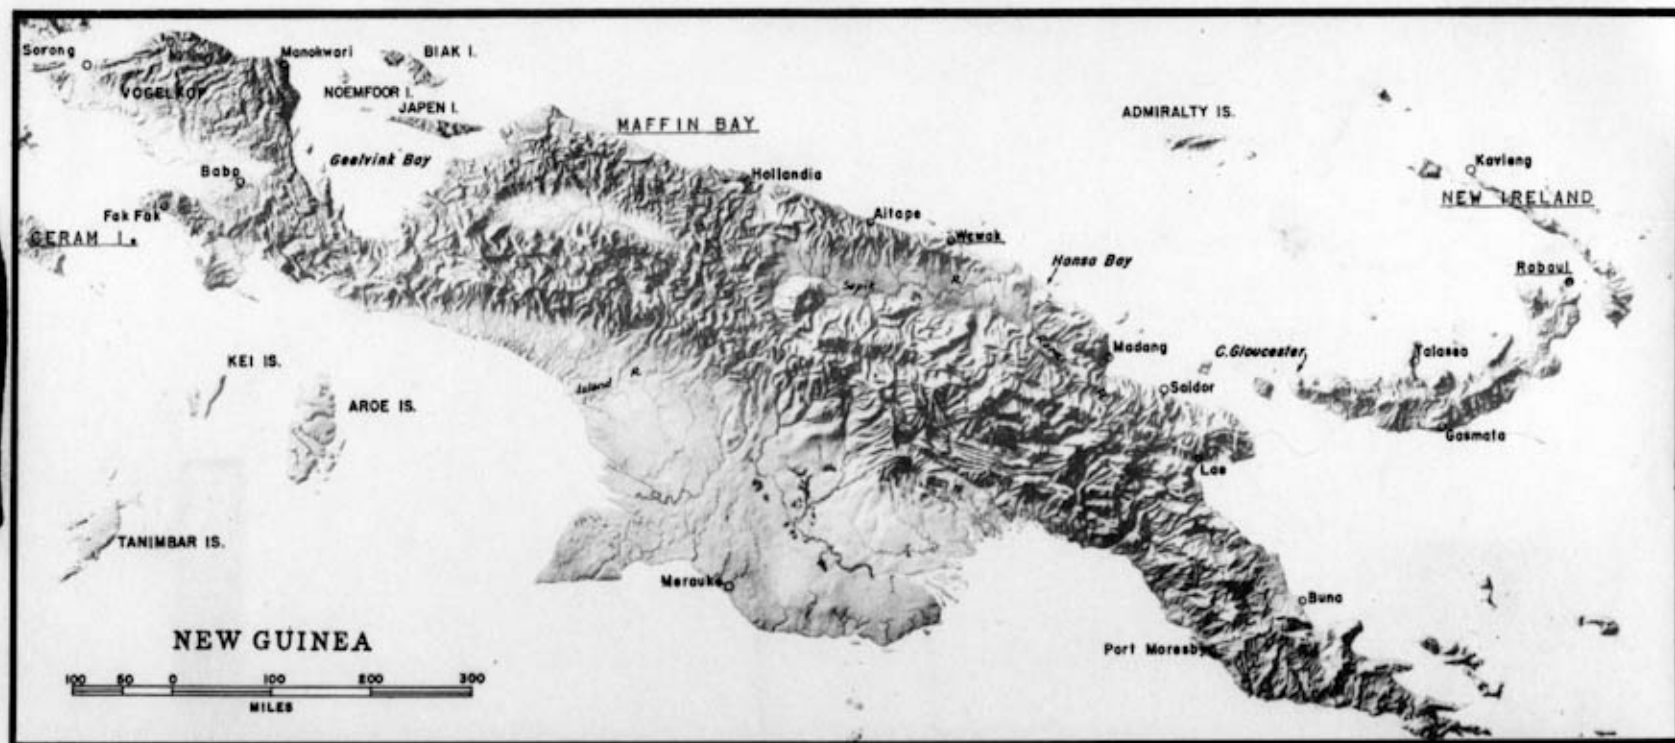 Sorong
Manokwari
BIAK I.
VOGELKOP
NOEMFOOR I.
JAPEN I.
MAFFIN BAY
ADMIRALTY IS.
Geelvink Bay
Babo
Hollandia
Kavieng
NEW IRELAND
Fak Fak
Aitape
CERAM I.
Wewak
Hansa Bay
Rabaul
Sepik R.
Madang
C.Gloucester
Talasea
KEI IS.
Island R.
Saidor
AROE IS.
Gasmata
Lae
TANIMBAR IS.
Merauke
Buna
NEW GUINEA
Port Moresby
100 50 0 100 200 300
MILES